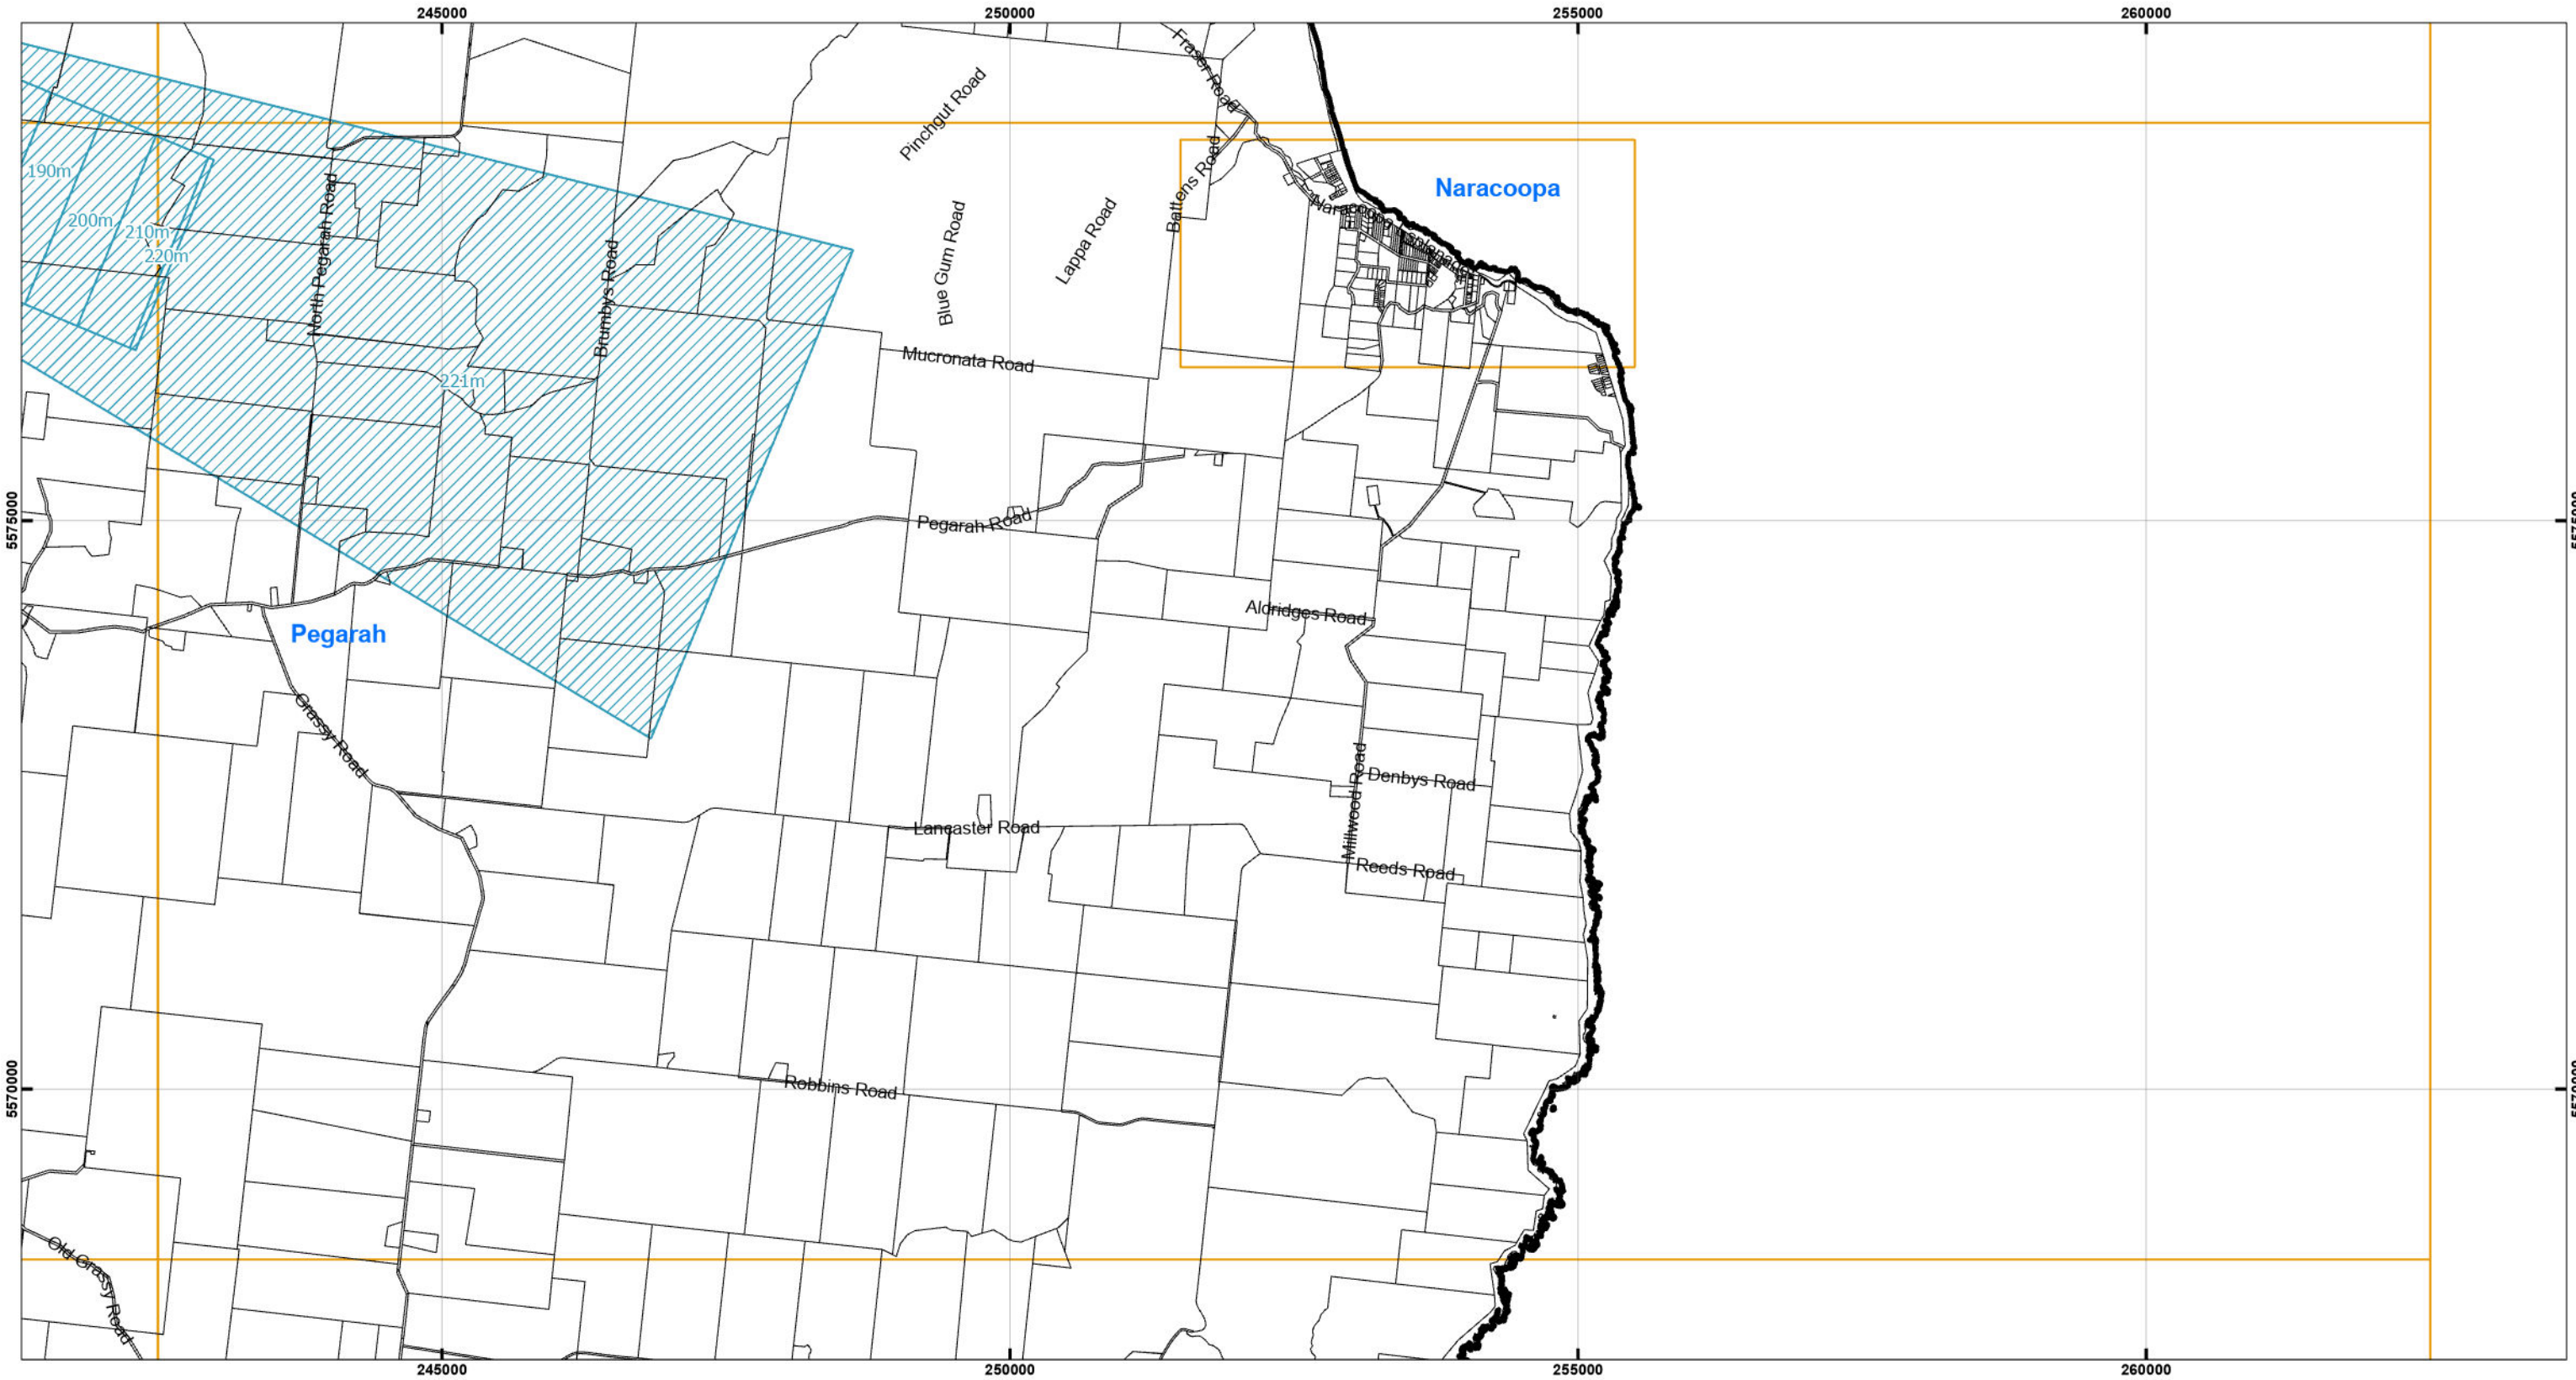 245000
250000
255000
260000
Fraser Road
Pinchgut Road
Battens Road
190m
Naracoopa
North Pegarah Road
Naracoopa Esplanade
200m
210m
Blue Gum Road
Lappa Road
220m
Brumbys Road
Mucronata Road
221m
5575000
Pegarah Road
Aldridges Road
Pegarah
Grassy Road
Millwood Road
Denbys Road
Lancaster Road
Reeds Road
5570000
Robbins Road
Old Grassy Road
245000
250000
255000
260000